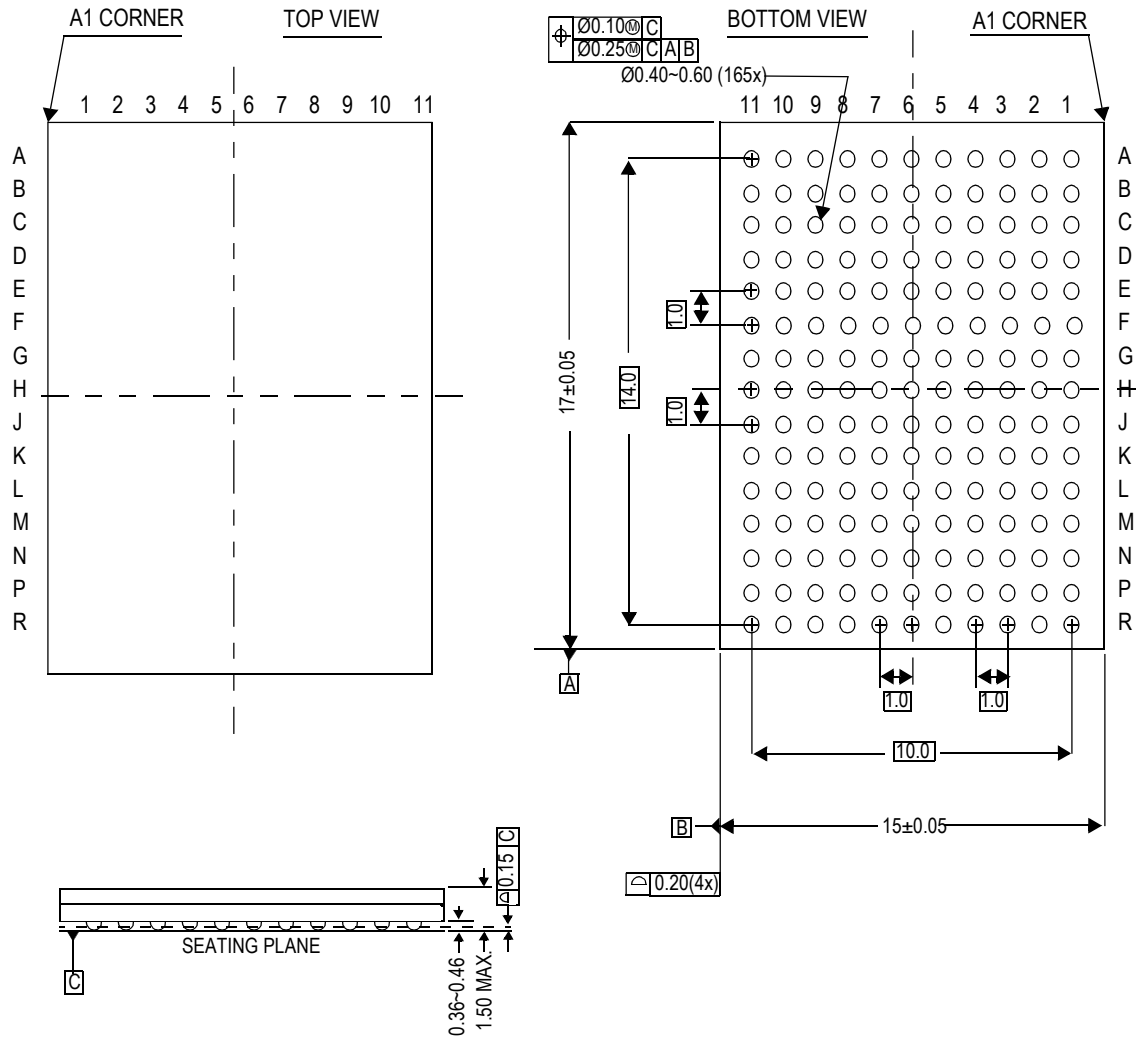 A1 CORNER
TOP VIEW
1 2 3 4 5 6 7 8 9 10 11
A
B
C
D
E
F
G
H
J
K
L
M
N
P
R
BOTTOM VIEW
A1 CORNER
Ø0.10Ⓜ C
Ø0.25Ⓜ C A B
Ø0.40~0.60 (165x)
11 10 9 8 7 6 5 4 3 2 1
A
B
C
D
E
F
G
H
J
K
L
M
N
P
R
17±0.05
14.0
1.0
1.0
A
1.0
1.0
10.0
B
15±0.05
0.20(4x)
0.15 C
SEATING PLANE
C
0.36~0.46
1.50 MAX.